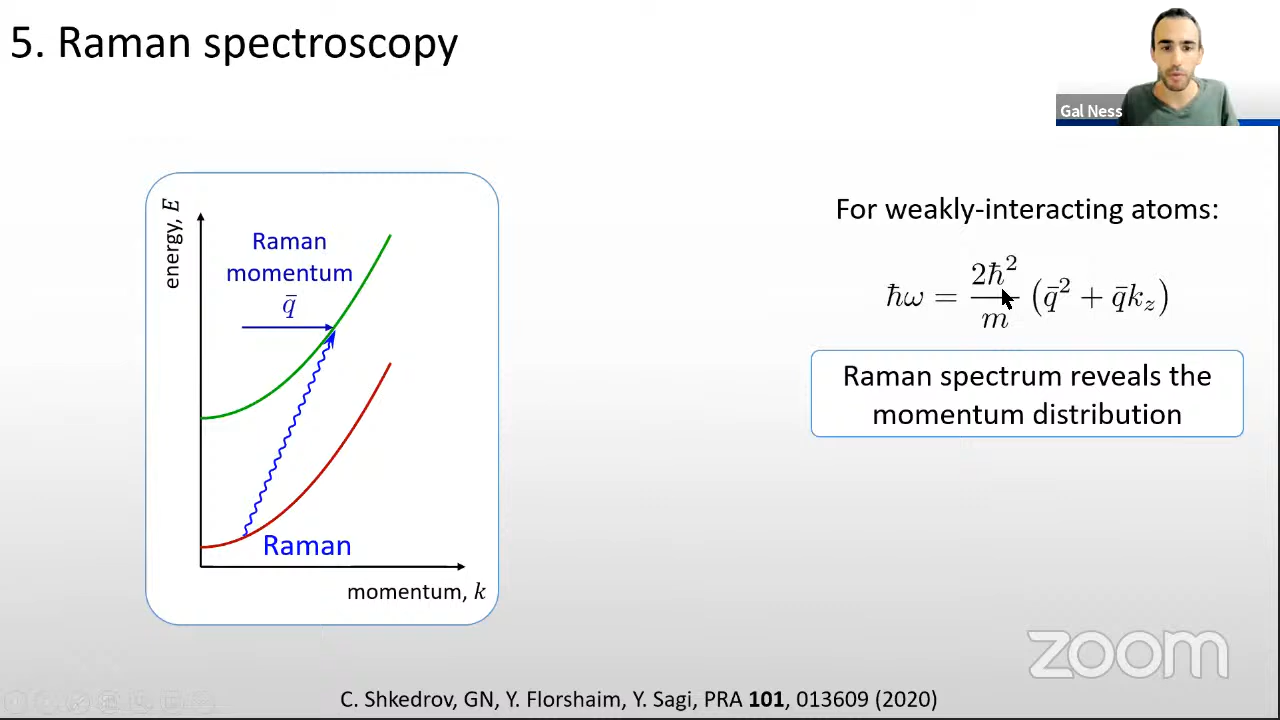 5. Raman spectroscopy
Gal Ness
energy, E
Raman
momentum
q̄
Raman
momentum, k
For weakly-interacting atoms:
ħω = 2ħ²/m (q̄² + q̄k_z)
Raman spectrum reveals the
momentum distribution
zoom
C. Shkedrov, GN, Y. Florshaim, Y. Sagi, PRA 101, 013609 (2020)